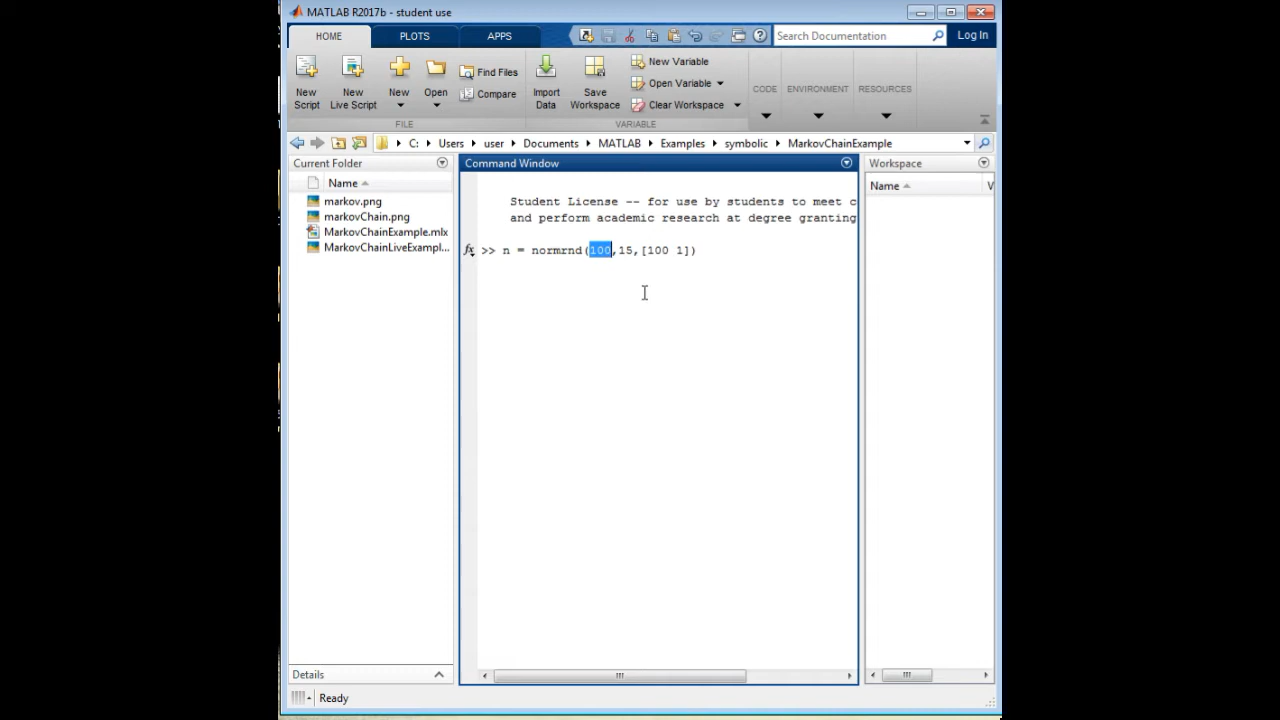 MATLAB R2017b - student use
HOME PLOTS APPS
Search Documentation
Log In
New Script
New Live Script
New
Open
Find Files
Compare
FILE
Import Data
Save Workspace
New Variable
Open Variable
Clear Workspace
VARIABLE
CODE
ENVIRONMENT
RESOURCES
C: Users user Documents MATLAB Examples symbolic MarkovChainExample
Current Folder
Name
markov.png
markovChain.png
MarkovChainExample.mlx
MarkovChainLiveExampl...
Details
Command Window
Student License -- for use by students to meet c
and perform academic research at degree granting
fx >> n = normrnd(100,15,[100 1])
Workspace
Name V
Ready